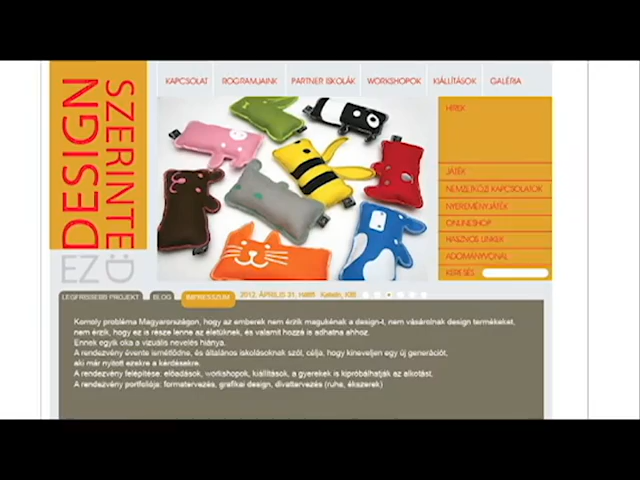 EZ DESIGN
SZERINTE:D
KAPCSOLAT ROGRAMJAINK PARTNER ISKOLÁK WORKSHOPOK KIÁLLÍTÁSOK GALÉRIA
HÍREK
JÁTÉK
NEMZETKÖZI KAPCSOLATOK
NYEREMÉNYJÁTÉK
ONLINESHOP
HASZNOS LINKEK
ADOMÁNYVONAL
KERESÉS
LEGFRISSEBB PROJEKT BLOG IMPRESSZUM 2012. ÁPRILIS 31. Hétfő
Komoly probléma Magyarországon, hogy az emberek nem érzik magukénak a design-t, nem vásárolnak design termékeket,
nem érzik, hogy ez is része lenne az életüknek, és valamit hozzá is adhatna ahhoz.
Ennek egyik oka a vizuális nevelés hiánya.
A rendezvény évente ismétlődne, és általános iskolásoknak szól, célja, hogy kineveljen egy új generációt,
aki már nyitott ezekre a kérdésekre.
A rendezvény felépítése: előadások, workshopok, kiállítások, a gyerekek is kipróbálhatják az alkotást.
A rendezvény portfoliója: formatervezés, grafikai design, divattervezés (ruha, ékszerek)